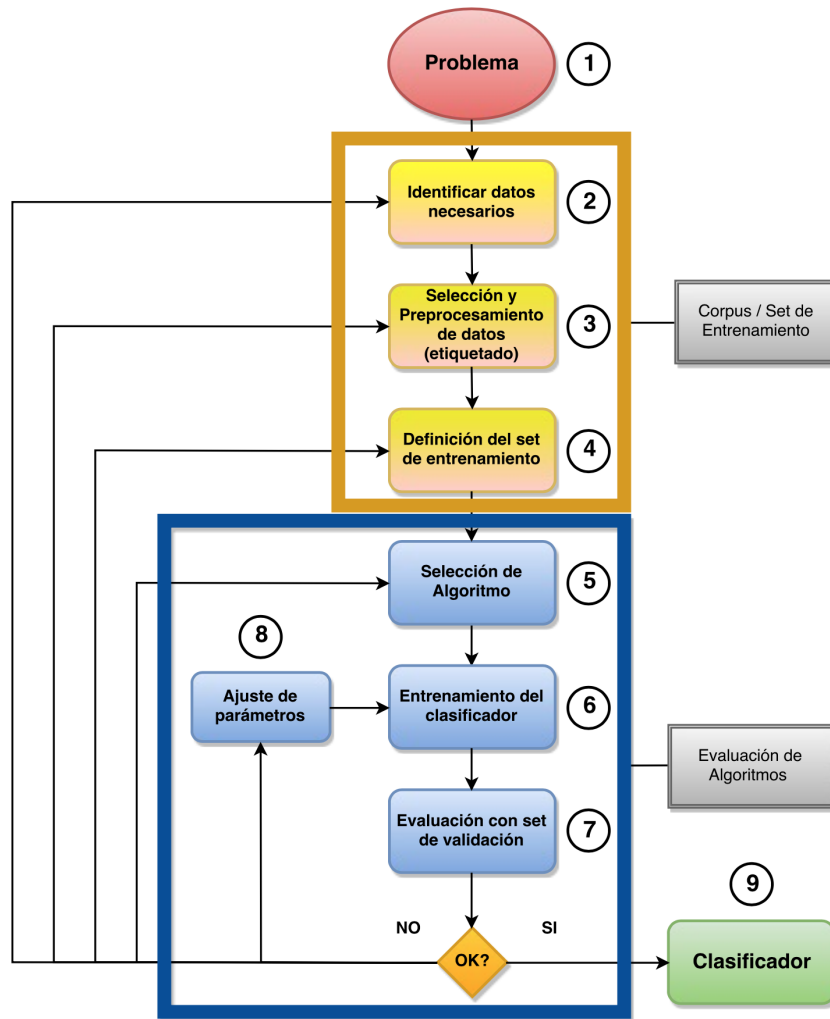 Problema
1
Identificar datos
necesarios
2
Selección y
Preprocesamiento
de datos
(etiquetado)
3
Corpus / Set de
Entrenamiento
Definición del set
de entrenamiento
4
Selección de
Algoritmo
5
8
Ajuste de
parámetros
Entrenamiento del
clasificador
6
Evaluación de
Algoritmos
Evaluación con set
de validación
7
9
NO
SI
OK?
Clasificador